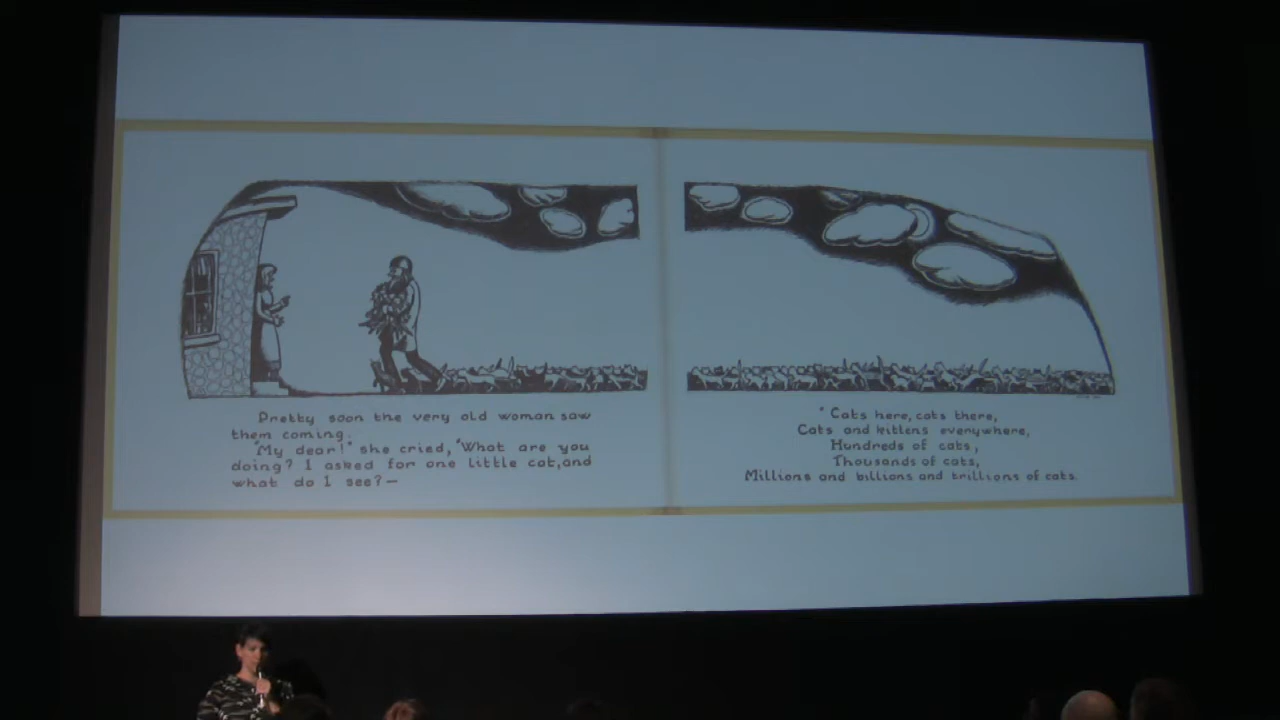 Pretty soon the very old woman saw
them coming.
"My dear!" she cried, "What are you
doing? I asked for one little cat, and
what do I see?—
"Cats here, cats there,
Cats and kittens everywhere,
Hundreds of cats,
Thousands of cats,
Millions and billions and trillions of cats.